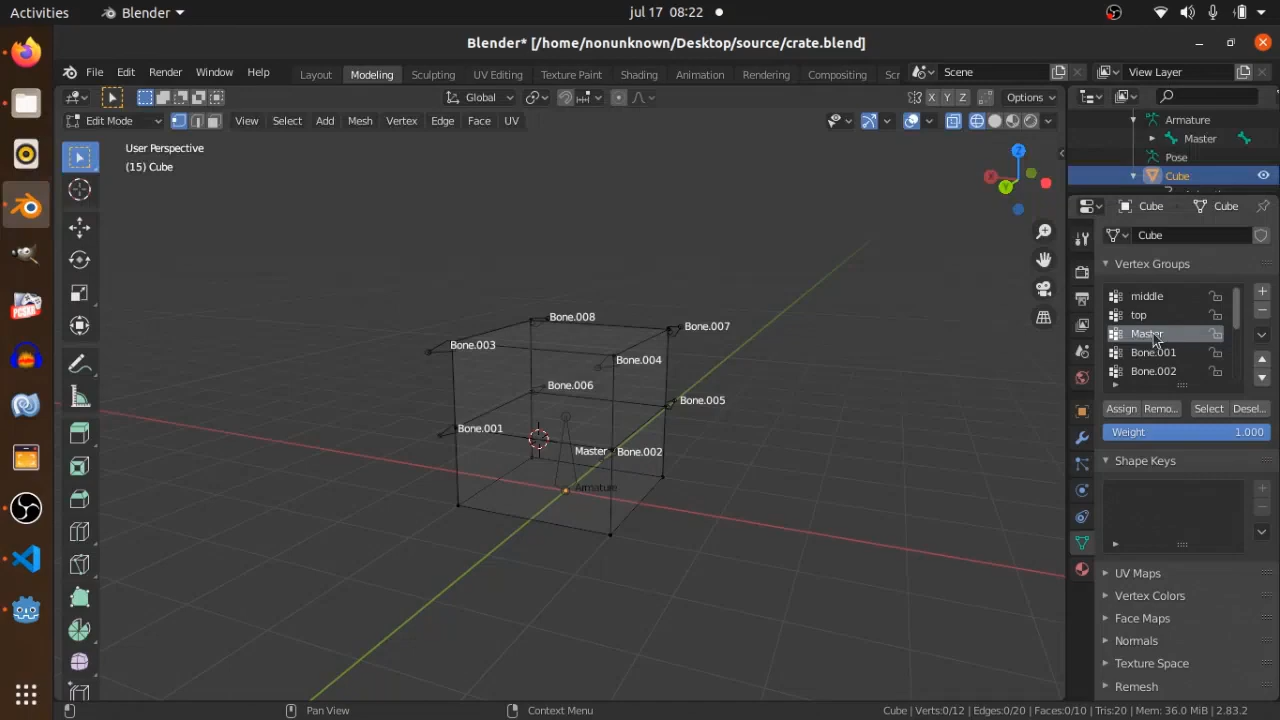 Activities
Blender
jul 17 08:22
Blender* [/home/nonunknown/Desktop/source/crate.blend]
File Edit Render Window Help
Layout Modeling Sculpting UV Editing Texture Paint Shading Animation Rendering Compositing Scr
Scene
View Layer
Global
X Y Z
Options
Edit Mode
View Select Add Mesh Vertex Edge Face UV
User Perspective
(15) Cube
Z
X
Y
Armature
Master
Pose
Cube
Cube Cube
Cube
Vertex Groups
middle
top
Master
Bone.001
Bone.002
Assign Remo... Select Desel...
Weight 1.000
Shape Keys
UV Maps
Vertex Colors
Face Maps
Normals
Texture Space
Remesh
Bone.008
Bone.007
Bone.003
Bone.004
Bone.006
Bone.005
Bone.001
Master
Bone.002
Armature
Pan View
Context Menu
Cube | Verts:0/12 | Edges:0/20 | Faces:0/10 | Tris:20 | Mem: 36.0 MiB | 2.83.2